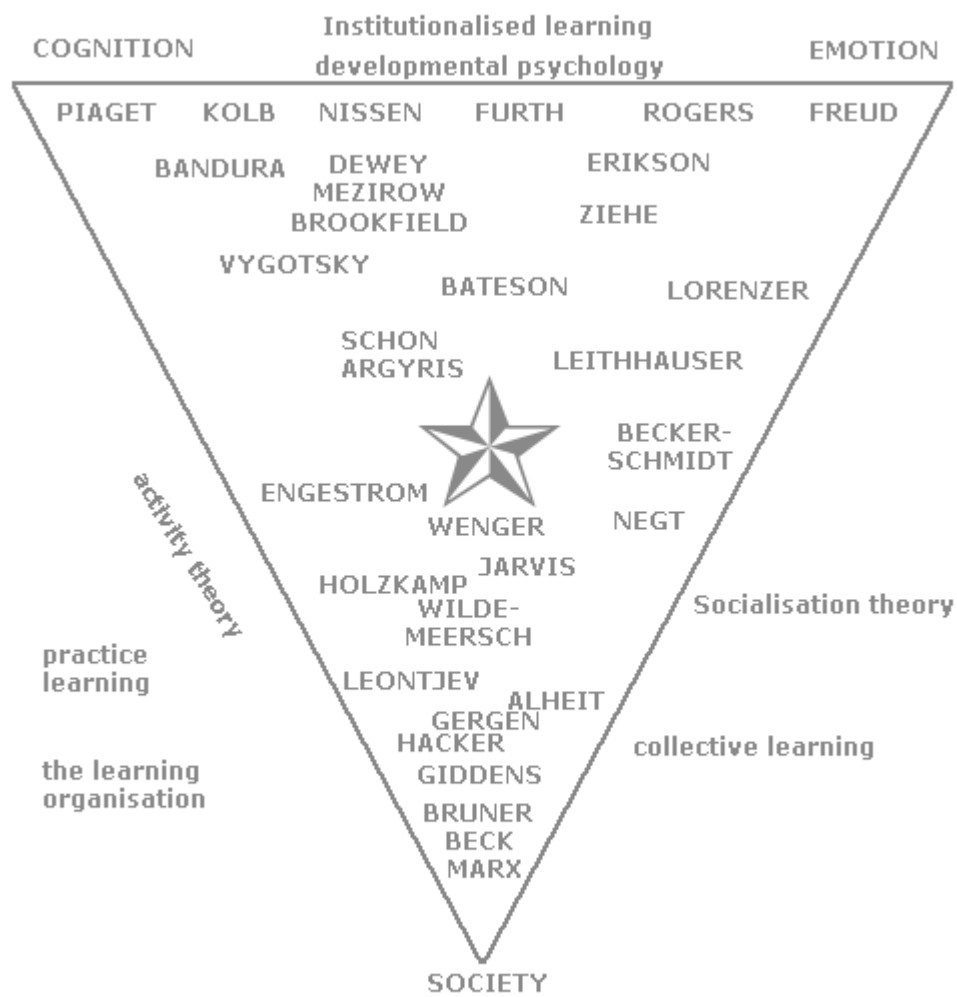 Institutionalised learning
COGNITION
EMOTION
developmental psychology
PIAGET KOLB NISSEN FURTH ROGERS FREUD
BANDURA
DEWEY
ERIKSON
MEZIROW
BROOKFIELD
ZIEHE
VYGOTSKY
BATESON
LORENZER
SCHON
ARGYRIS
LEITHHAUSER
BECKER-
SCHMIDT
ENGESTROM
WENGER
NEGT
activity theory
JARVIS
HOLZKAMP
WILDE-
MEERSCH
Socialisation theory
practice
learning
LEONTJEV
ALHEIT
GERGEN
HACKER
collective learning
the learning
organisation
GIDDENS
BRUNER
BECK
MARX
SOCIETY